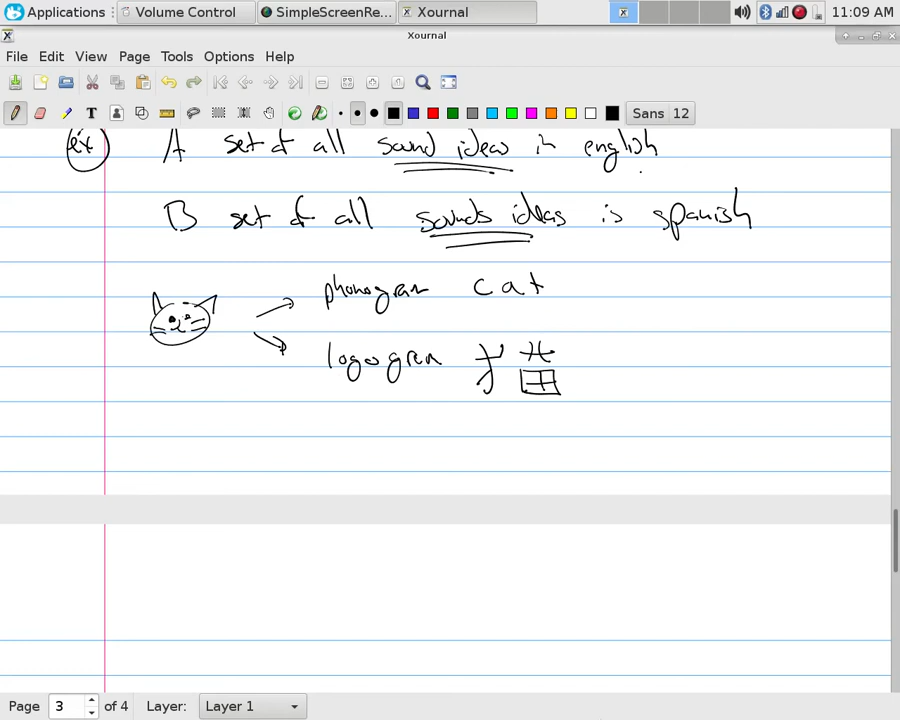 Applications Volume Control SimpleScreenRe... Xournal 11:09 AM
Xournal
File Edit View Page Tools Options Help
T Sans 12
ex A set of all sound ideas in english
B set of all sounds ideas is spanish
phonogram cat
logogram 猫
Page 3 of 4 Layer: Layer 1